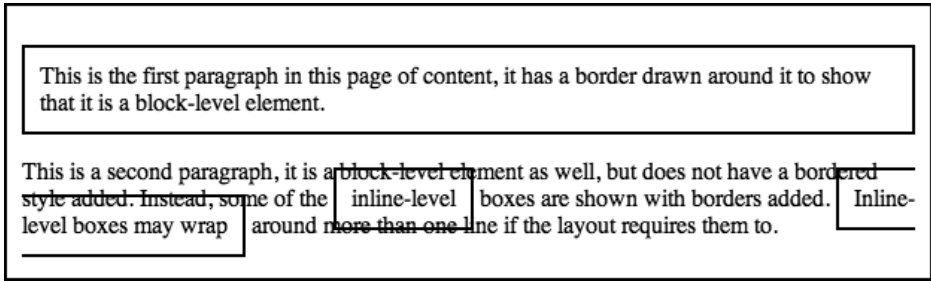 This is the first paragraph in this page of content, it has a border drawn around it to show
that it is a block-level element.
This is a second paragraph, it is a block-level element as well, but does not have a bordered
style added. Instead, some of the inline-level boxes are shown with borders added. Inline-
level boxes may wrap around more than one line if the layout requires them to.